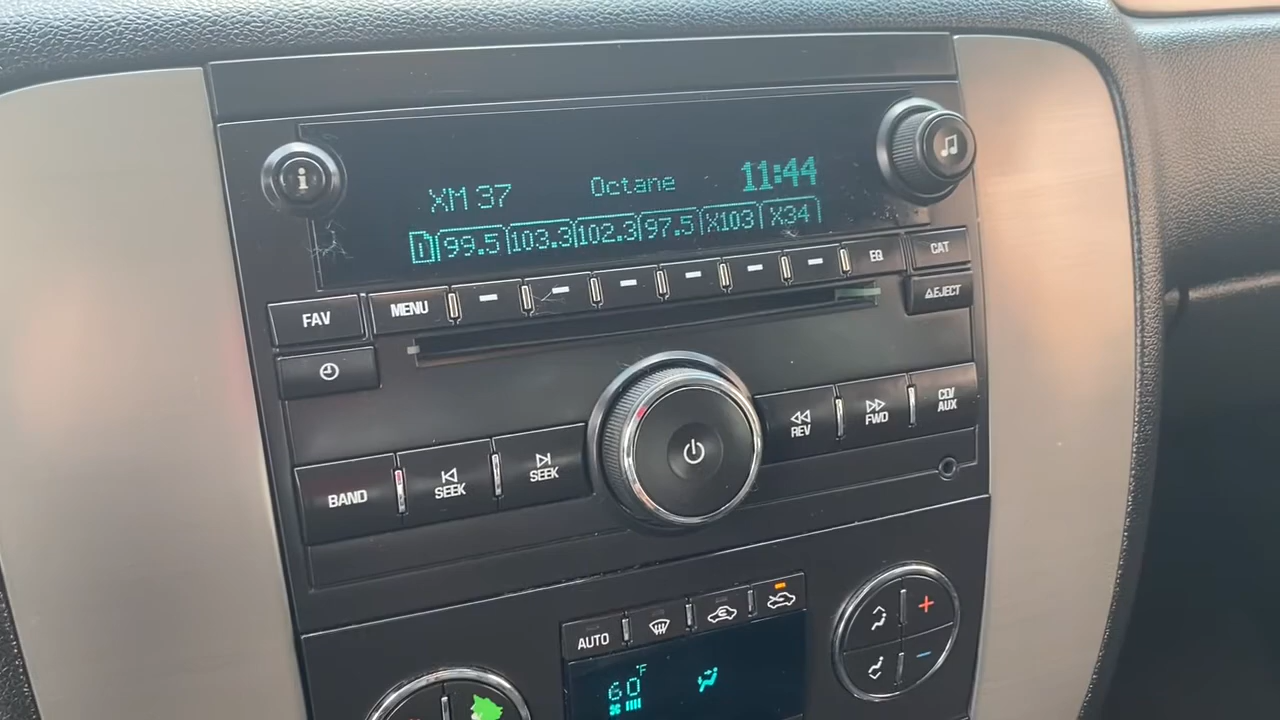 i
XM 37 Octane 11:44
1 99.5 103.3 102.3 97.5 X103 X34
FAV MENU EQ CAT
EJECT
BAND SEEK SEEK REV FWD CD/
AUX
AUTO
60°F